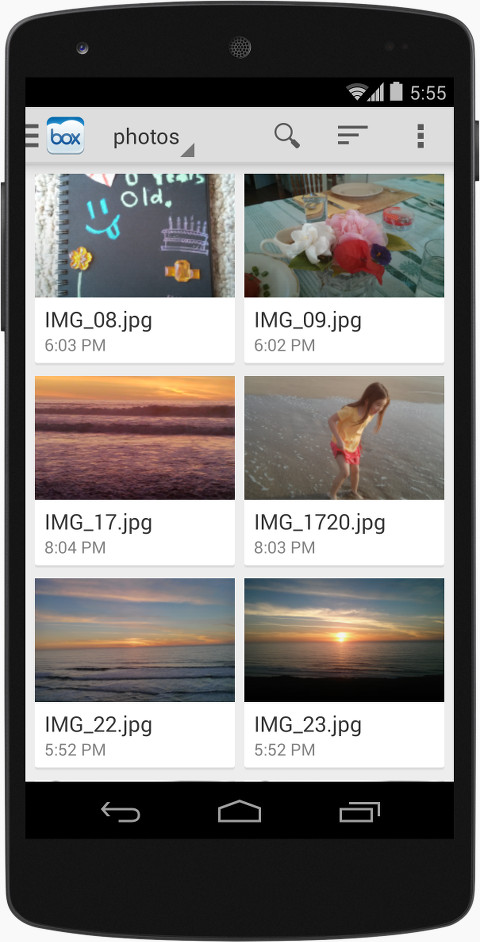 5:55
box
photos
0 Years
Old.
IMG_08.jpg
6:03 PM
IMG_09.jpg
6:02 PM
IMG_17.jpg
8:04 PM
IMG_1720.jpg
8:03 PM
IMG_22.jpg
5:52 PM
IMG_23.jpg
5:52 PM